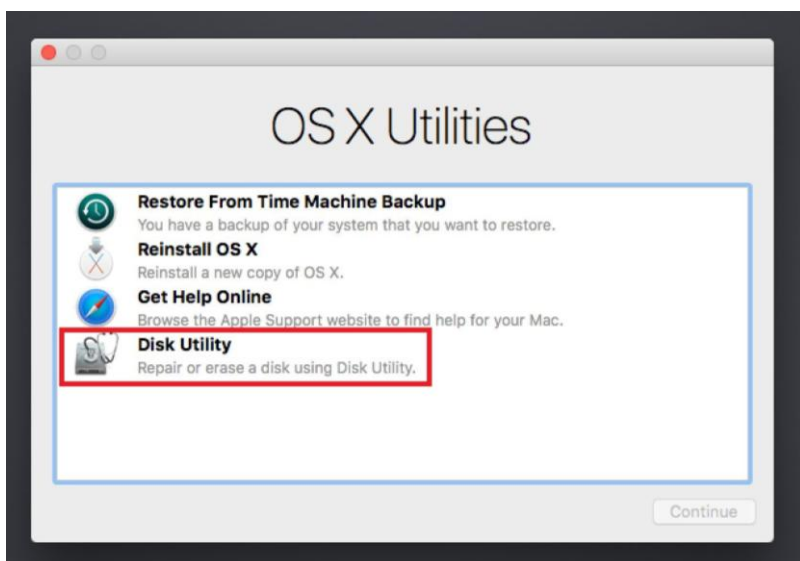 OS X Utilities
Restore From Time Machine Backup
You have a backup of your system that you want to restore.
Reinstall OS X
Reinstall a new copy of OS X.
Get Help Online
Browse the Apple Support website to find help for your Mac.
Disk Utility
Repair or erase a disk using Disk Utility.
Continue